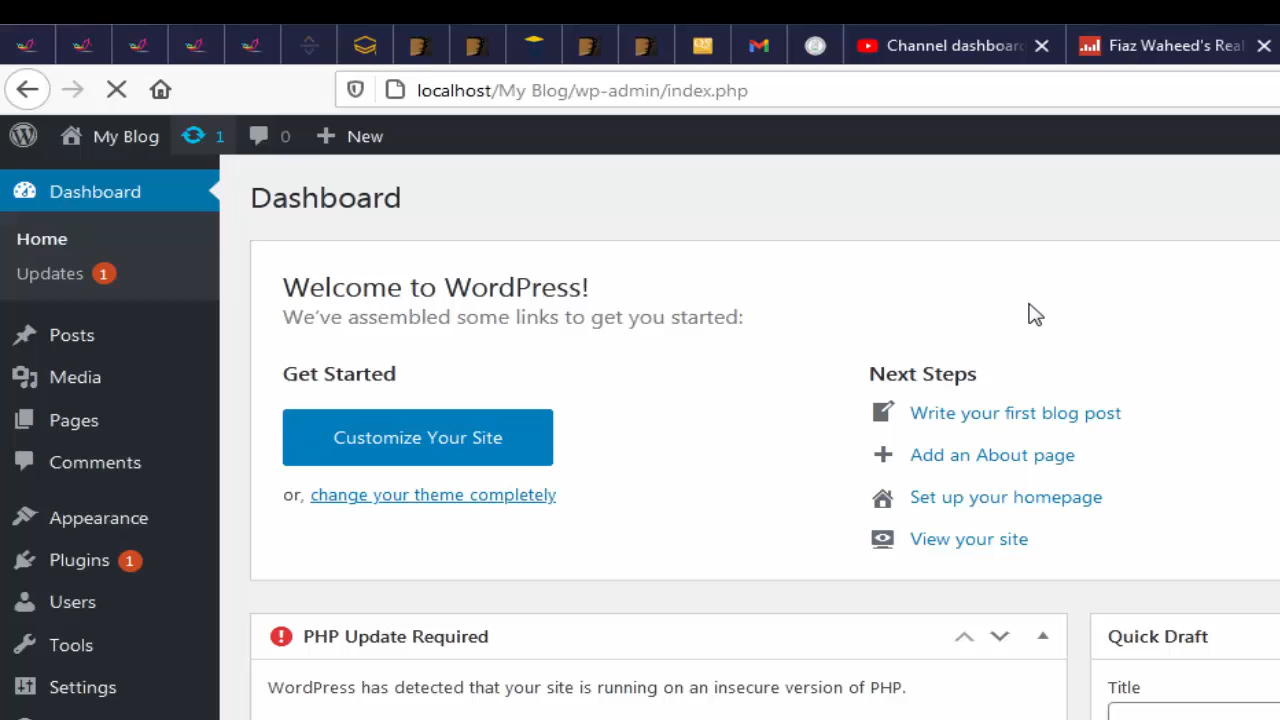 Channel dashboard
Fiaz Waheed's Real
localhost/My Blog/wp-admin/index.php
My Blog
1
0
New
Dashboard
Home
Updates 1
Posts
Media
Pages
Comments
Appearance
Plugins 1
Users
Tools
Settings
Dashboard
Welcome to WordPress!
We've assembled some links to get you started:
Get Started
Customize Your Site
or, change your theme completely
Next Steps
Write your first blog post
Add an About page
Set up your homepage
View your site
PHP Update Required
WordPress has detected that your site is running on an insecure version of PHP.
Quick Draft
Title